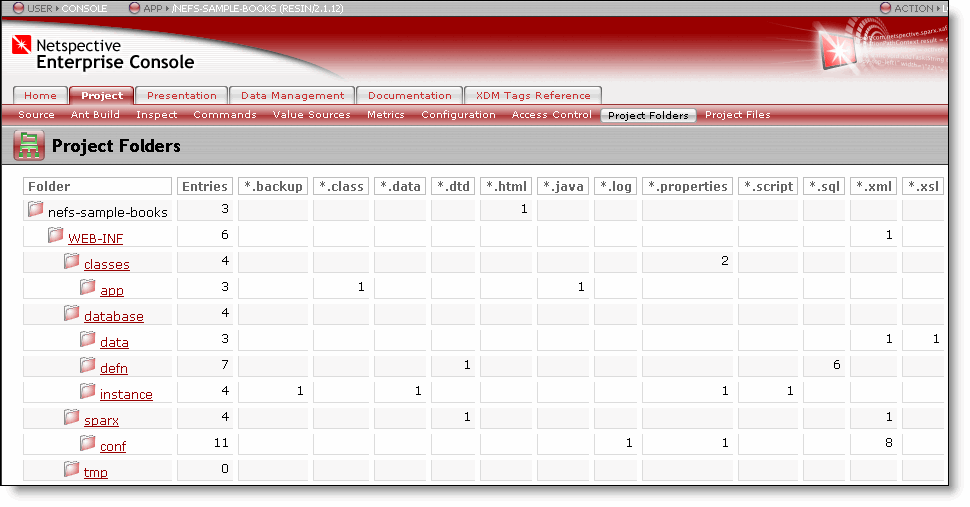 USER CONSOLE APP /NEFS-SAMPLE-BOOKS (RESIN/2.1.12) ACTION
Netspective
Enterprise Console
Home Project Presentation Data Management Documentation XDM Tags Reference
Source Ant Build Inspect Commands Value Sources Metrics Configuration Access Control Project Folders Project Files
Project Folders
Folder Entries *.backup *.class *.data *.dtd *.html *.java *.log *.properties *.script *.sql *.xml *.xsl
nefs-sample-books 3 1
WEB-INF 6 1
classes 4 2
app 3 1 1
database 4
data 3 1 1
defn 7 1 6
instance 4 1 1 1 1
sparx 4 1 1
conf 11 1 1 8
tmp 0